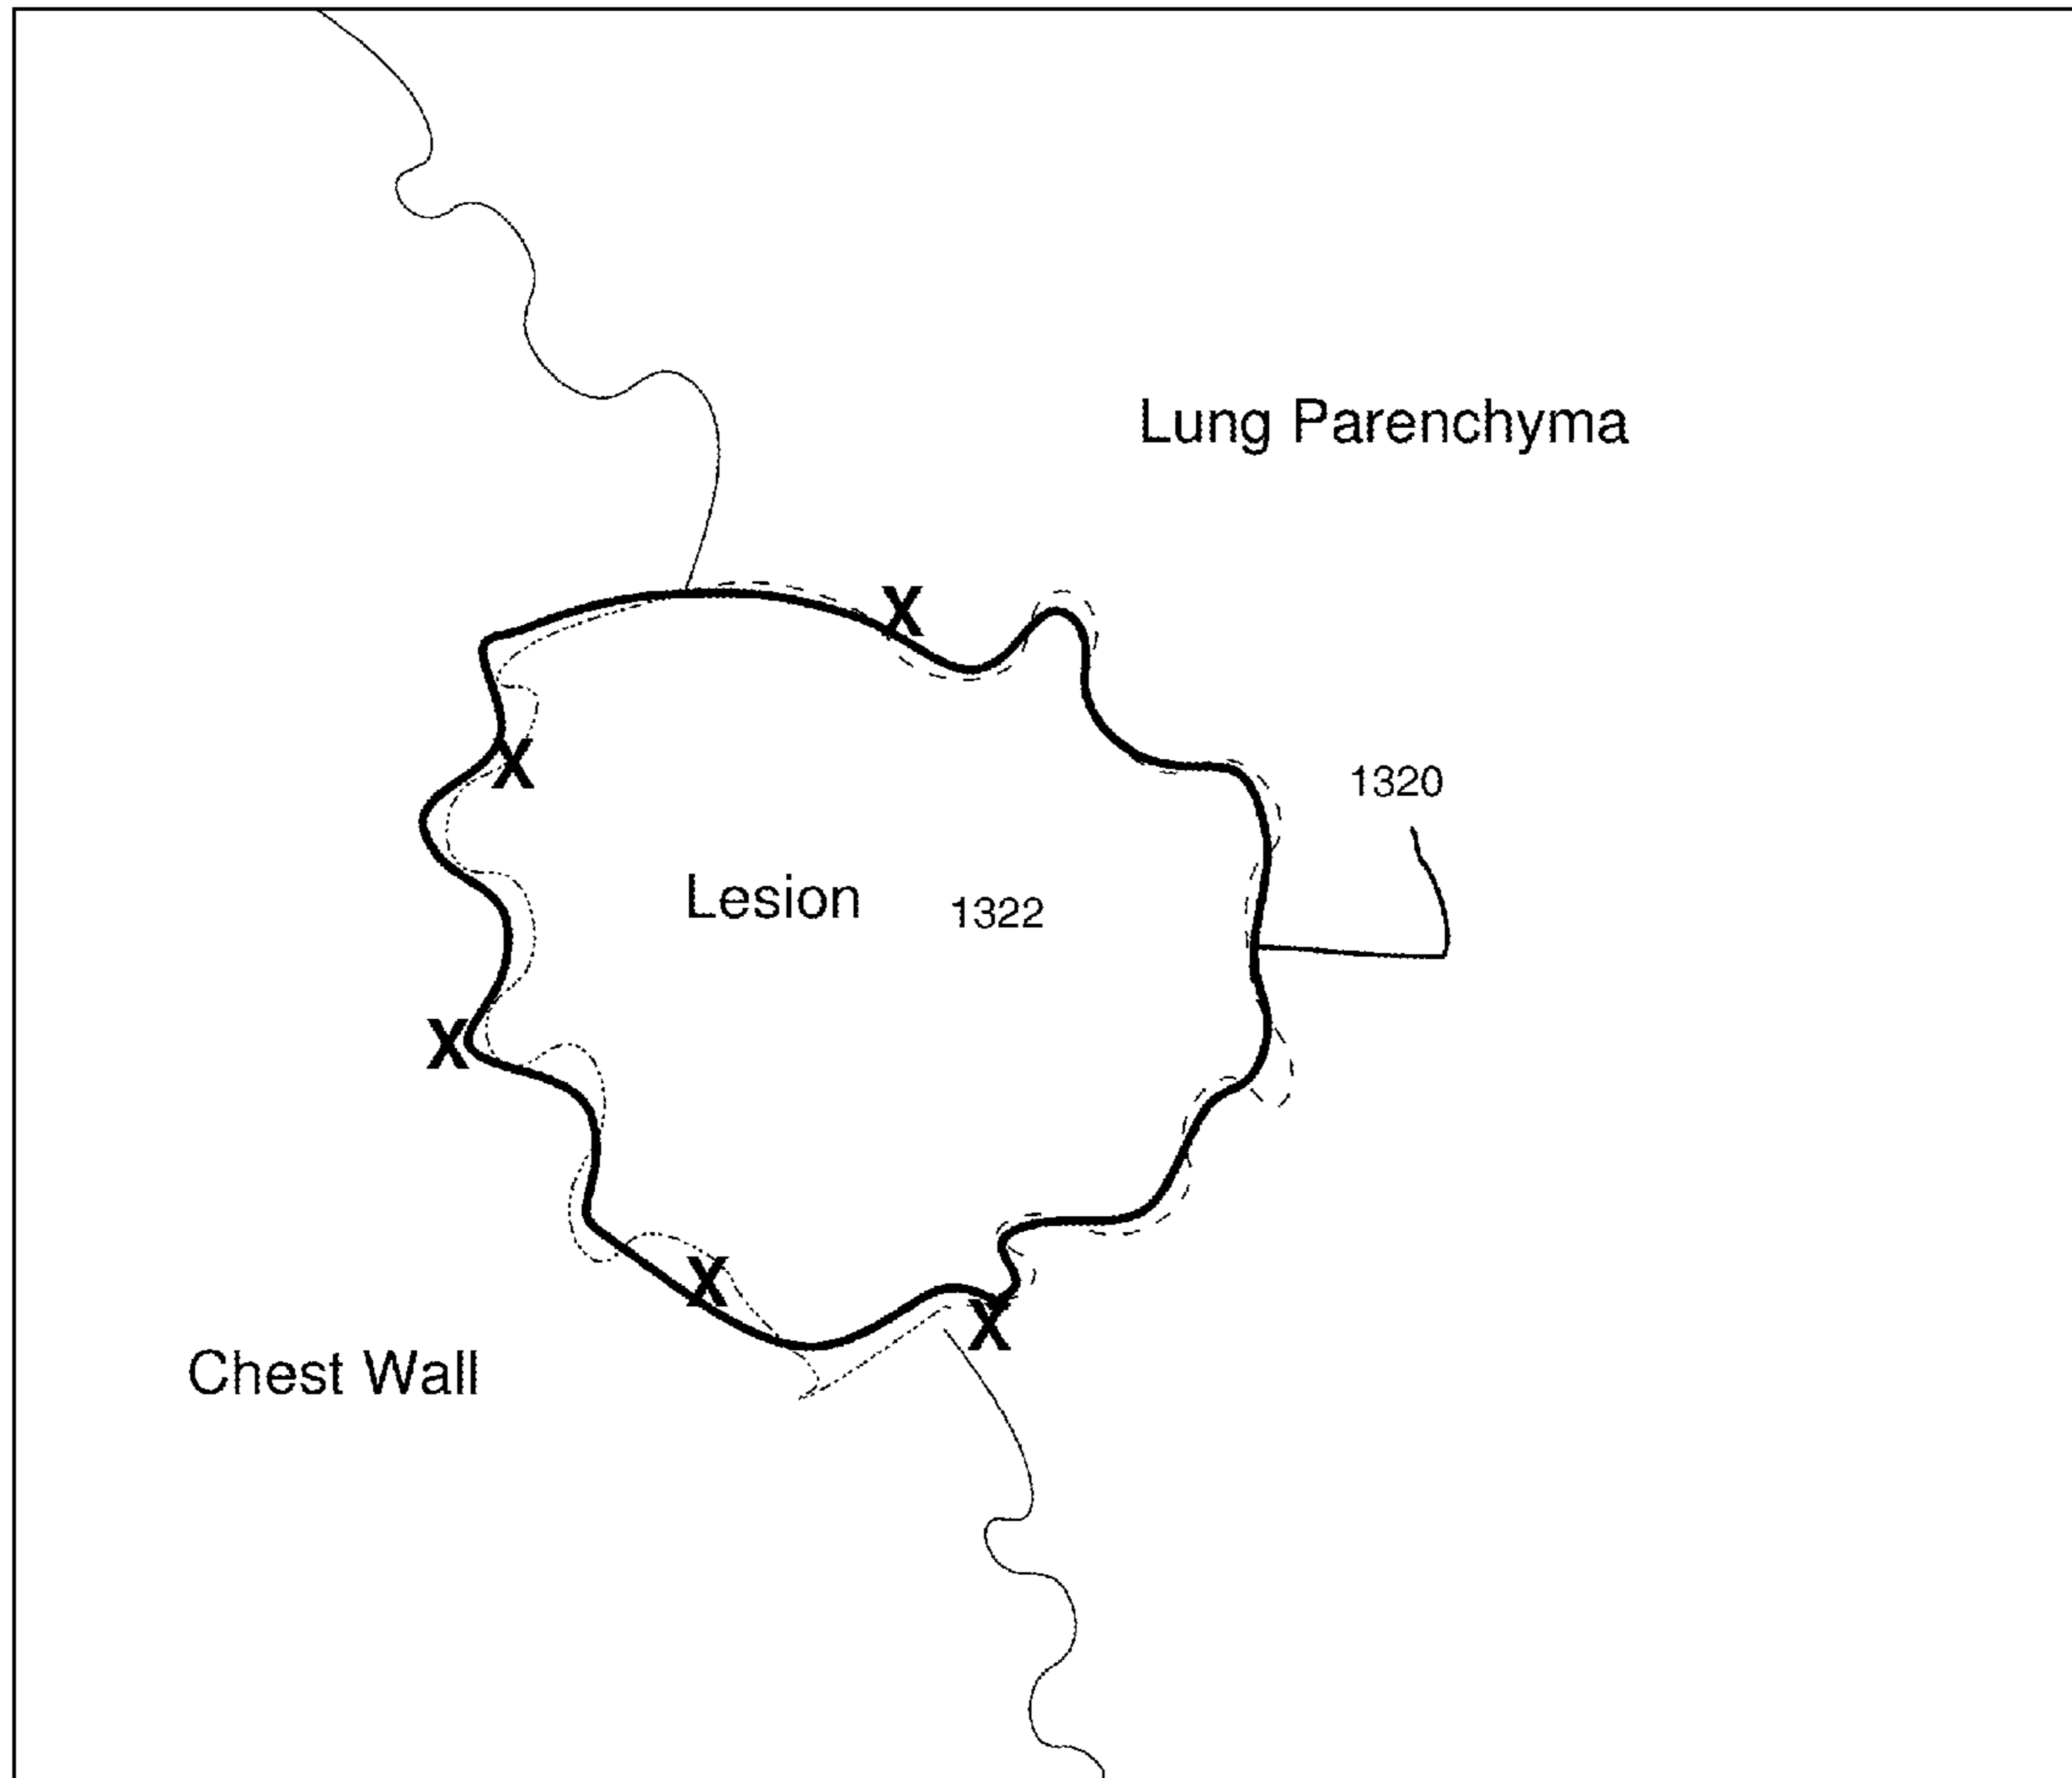 Lung Parenchyma
X
X
1320
Lesion 1322
X
X
X
Chest Wall